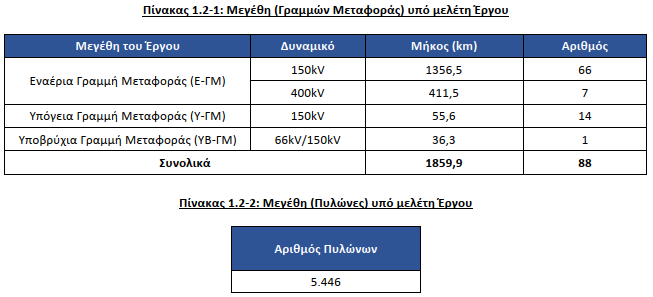 Πίνακας 1.2-1: Μεγέθη (Γραμμών Μεταφοράς) υπό μελέτη Έργου
Μεγέθη του Έργου Δυναμικό Μήκος (km) Αριθμός
Εναέρια Γραμμή Μεταφοράς (Ε-ΓΜ) 150kV 1356,5 66
400kV 411,5 7
Υπόγεια Γραμμή Μεταφοράς (Υ-ΓΜ) 150kV 55,6 14
Υποβρύχια Γραμμή Μεταφοράς (ΥΒ-ΓΜ) 66kV/150kV 36,3 1
Συνολικά 1859,9 88
Πίνακας 1.2-2: Μεγέθη (Πυλώνες) υπό μελέτη Έργου
Αριθμός Πυλώνων
5.446